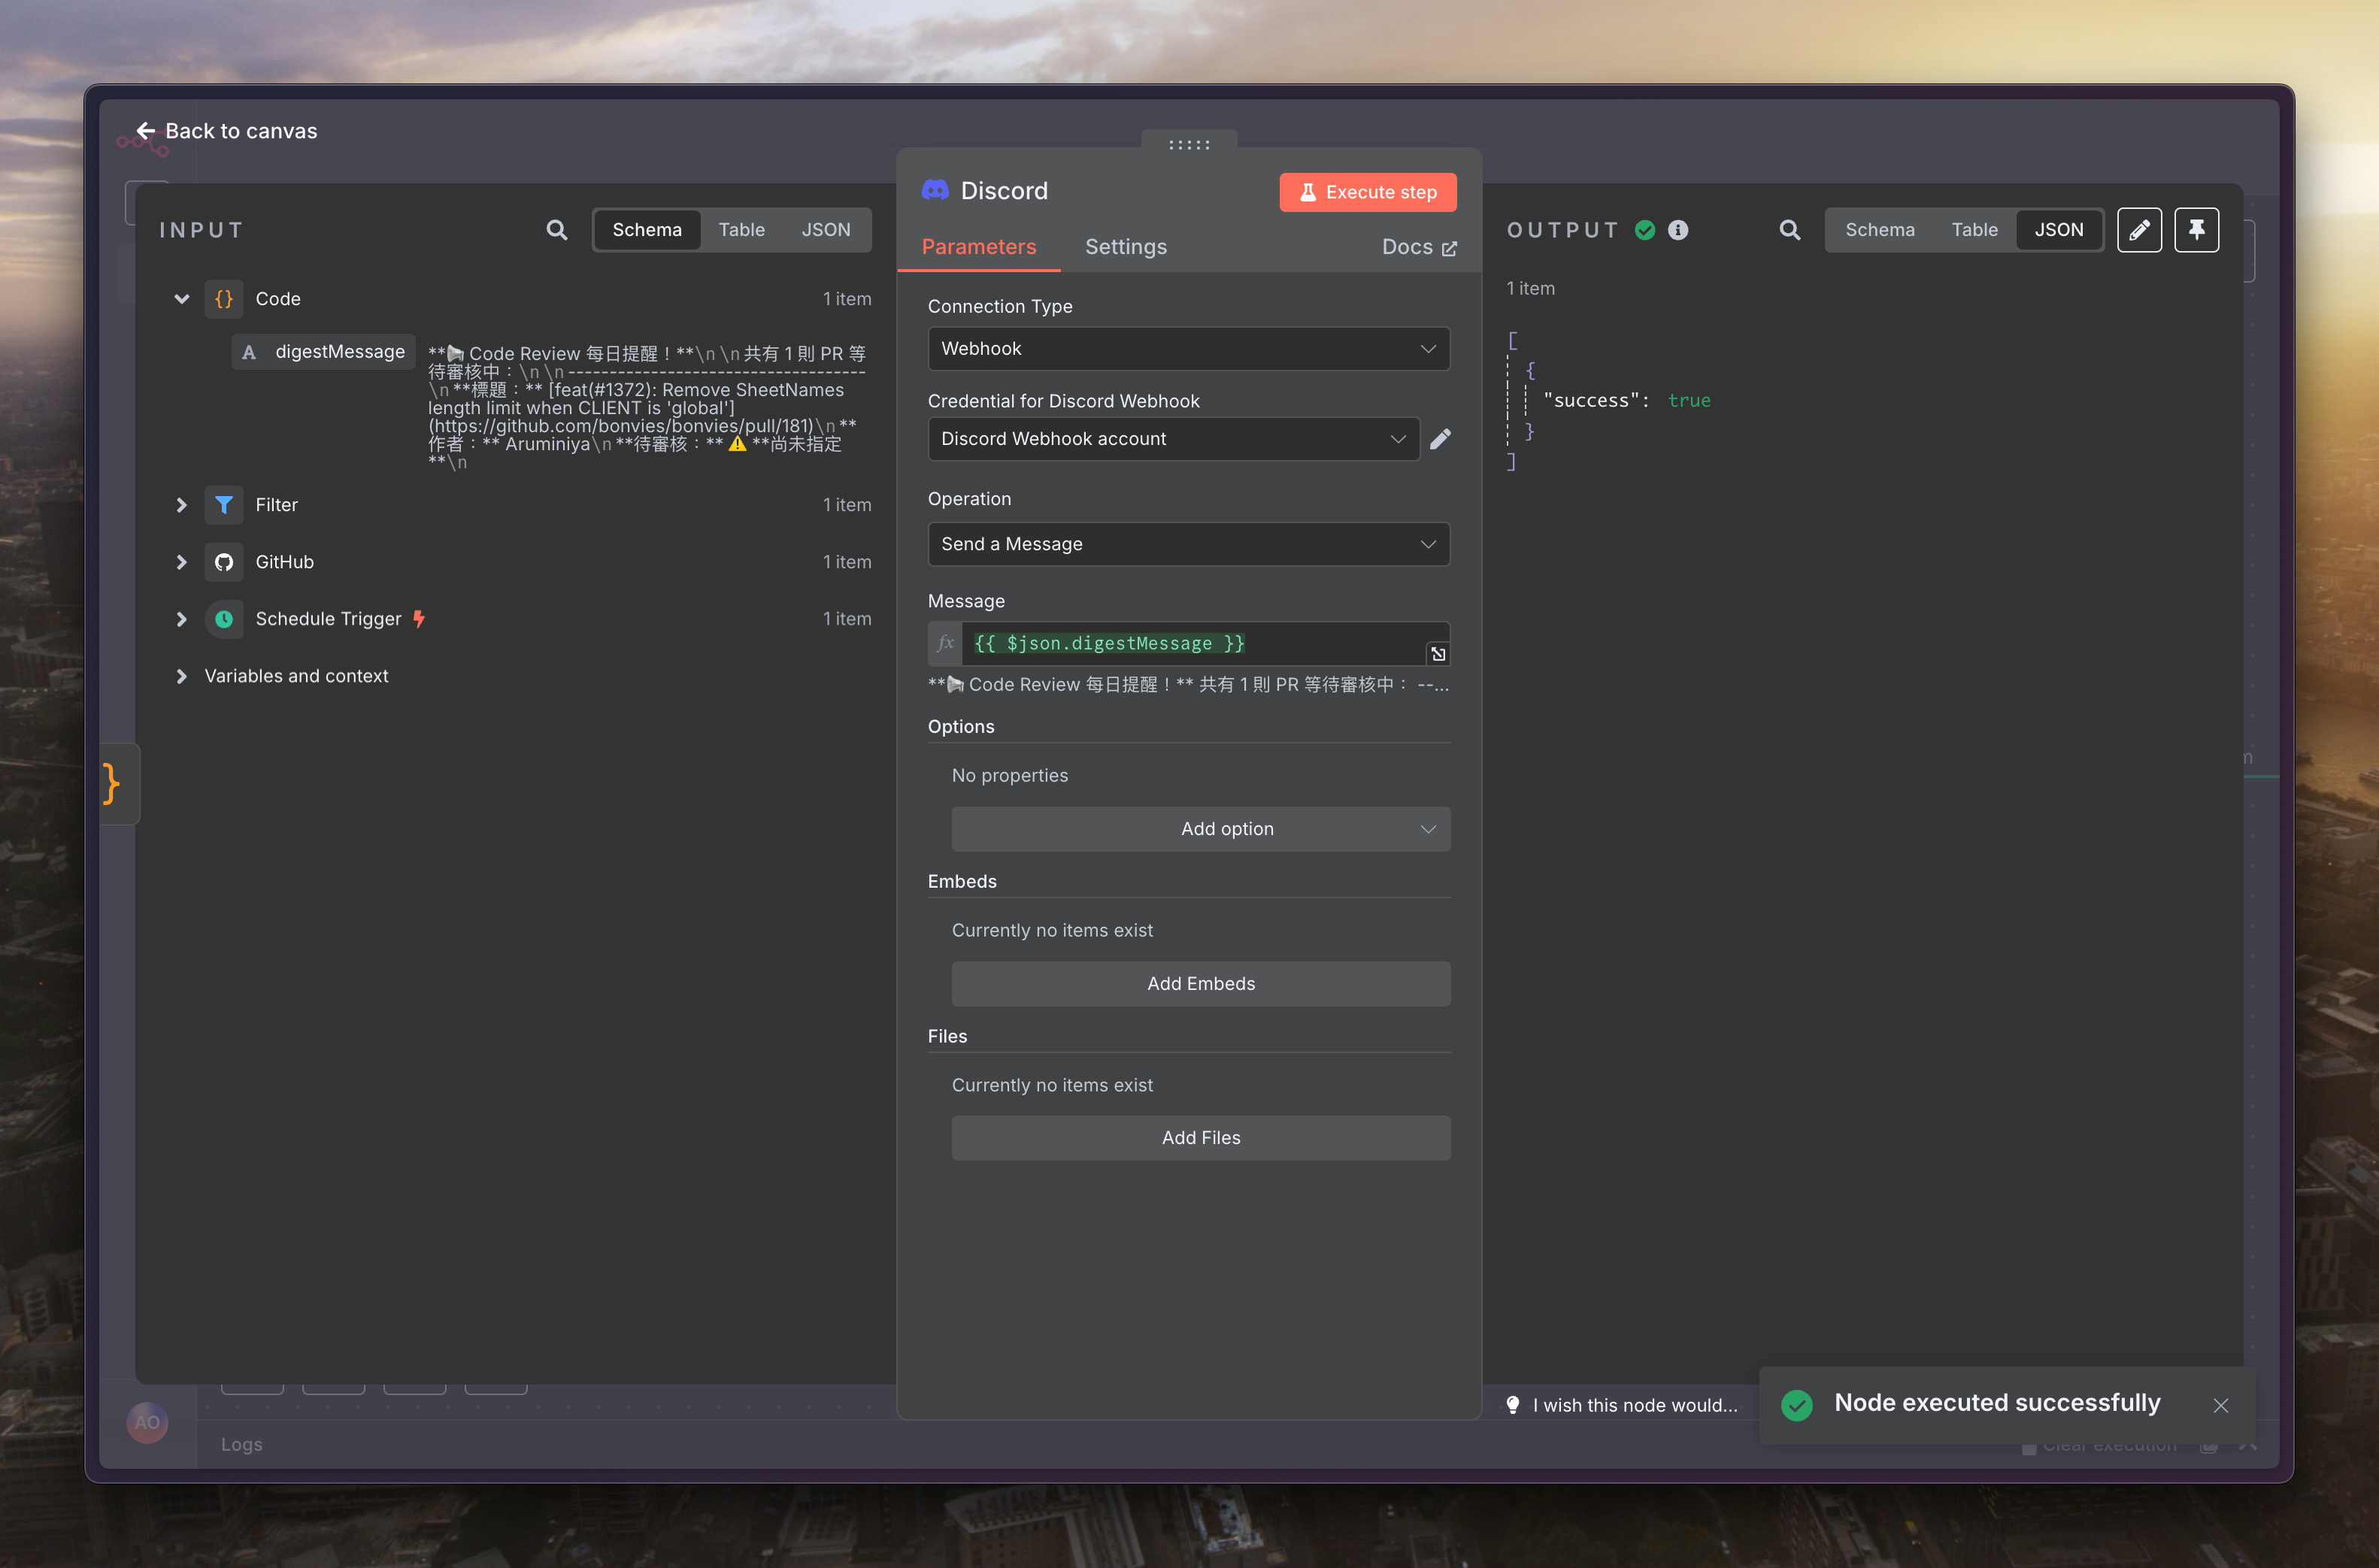 Back to canvas
INPUT
Schema
Table
JSON
{}
Code
1 item
A
digestMessage
**📢 Code Review 每日提醒！**\n \n 共有 1 則 PR 等
待審核中：\n \n ------------------------------------
\n **標題：** [feat(#1372): Remove SheetNames
length limit when CLIENT is 'global']
(https://github.com/bonvies/bonvies/pull/181)\n **
作者：** Aruminiya\n **待審核：** ⚠️ **尚未指定
**\n
Filter
1 item
GitHub
1 item
Schedule Trigger
1 item
Variables and context
}
Discord
Execute step
Parameters
Settings
Docs
Connection Type
Webhook
Credential for Discord Webhook
Discord Webhook account
Operation
Send a Message
Message
fx
{{ $json.digestMessage }}
**📢 Code Review 每日提醒！** 共有 1 則 PR 等待審核中： --...
Options
No properties
Add option
Embeds
Currently no items exist
Add Embeds
Files
Currently no items exist
Add Files
OUTPUT
Schema
Table
JSON
1 item
[
{
"success": true
}
]
I wish this node would...
Node executed successfully
AO
Logs
Clear execution